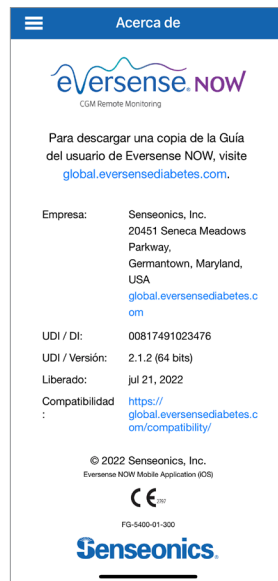 Acerca de
eversense. NOW
CGM Remote Monitoring
Para descargar una copia de la Guía
del usuario de Eversense NOW, visite
global.eversensediabetes.com.
Empresa: Senseonics, Inc.
20451 Seneca Meadows
Parkway,
Germantown, Maryland,
USA
global.eversensediabetes.c
om
UDI / DI: 00817491023476
UDI / Versión: 2.1.2 (64 bits)
Liberado: jul 21, 2022
Compatibilidad https://
: global.eversensediabetes.c
om/compatibility/
© 2022 Senseonics, Inc.
Eversense NOW Mobile Application (iOS)
CE 2797
FG-5400-01-300
Senseonics.